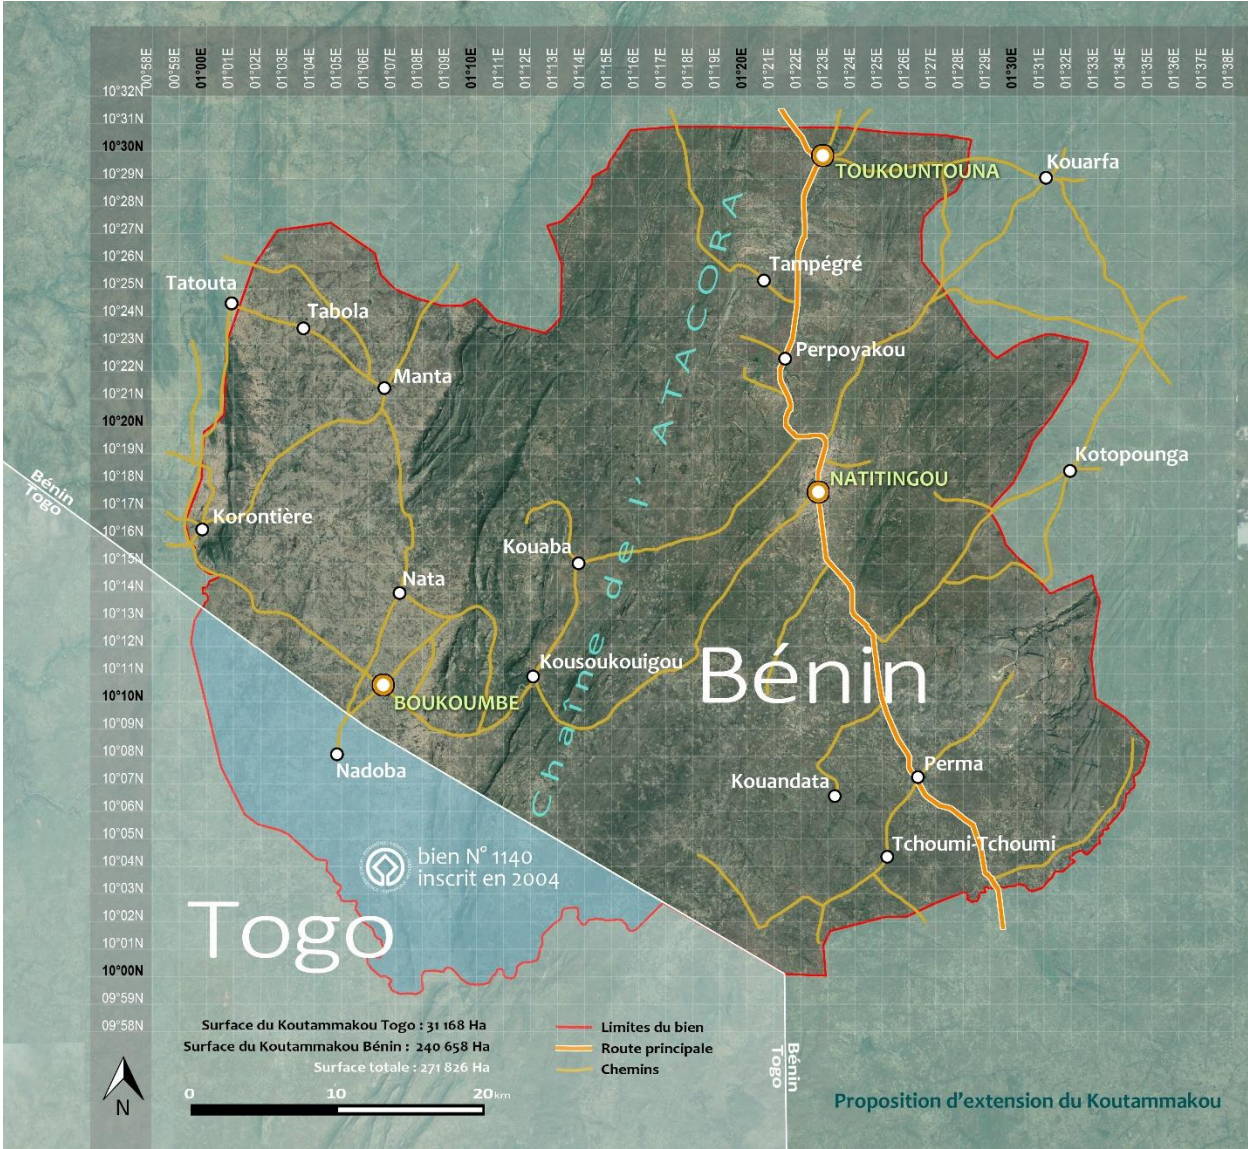 00°58E
00°59E
01°00E
01°01E
01°02E
01°03E
01°04E
01°05E
01°06E
01°07E
01°08E
01°09E
01°10E
01°11E
01°12E
01°13E
01°14E
01°15E
01°16E
01°17E
01°18E
01°19E
01°20E
01°21E
01°22E
01°23E
01°24E
01°25E
01°26E
01°27E
01°28E
01°29E
01°30E
01°31E
01°32E
01°33E
01°34E
01°35E
01°36E
01°37E
01°38E
10°32N
10°31N
10°30N
10°29N
10°28N
10°27N
10°26N
10°25N
10°24N
10°23N
10°22N
10°21N
10°20N
10°19N
10°18N
10°17N
10°16N
10°15N
10°14N
10°13N
10°12N
10°11N
10°10N
10°09N
10°08N
10°07N
10°06N
10°05N
10°04N
10°03N
10°02N
10°01N
10°00N
09°59N
09°58N
TOUKOUNTOUNA
Kouarfa
Tampégré
Tatouta
Tabola
Perpoyakou
Manta
Chaîne de l' ATACORA
Kotopounga
NATITINGOU
Bénin
Togo
Korontière
Kouaba
Nata
Kousoukouigou
Bénin
BOUKOUMBE
Nadoba
Perma
Kouandata
Tchoumi-Tchoumi
bien N° 1140
inscrit en 2004
Togo
Surface du Koutammakou Togo : 31 168 Ha
Surface du Koutammakou Bénin : 240 658 Ha
Surface totale : 271 826 Ha
Limites du bien
Route principale
Chemins
Bénin
Togo
N
0 10 20 km
Proposition d'extension du Koutammakou